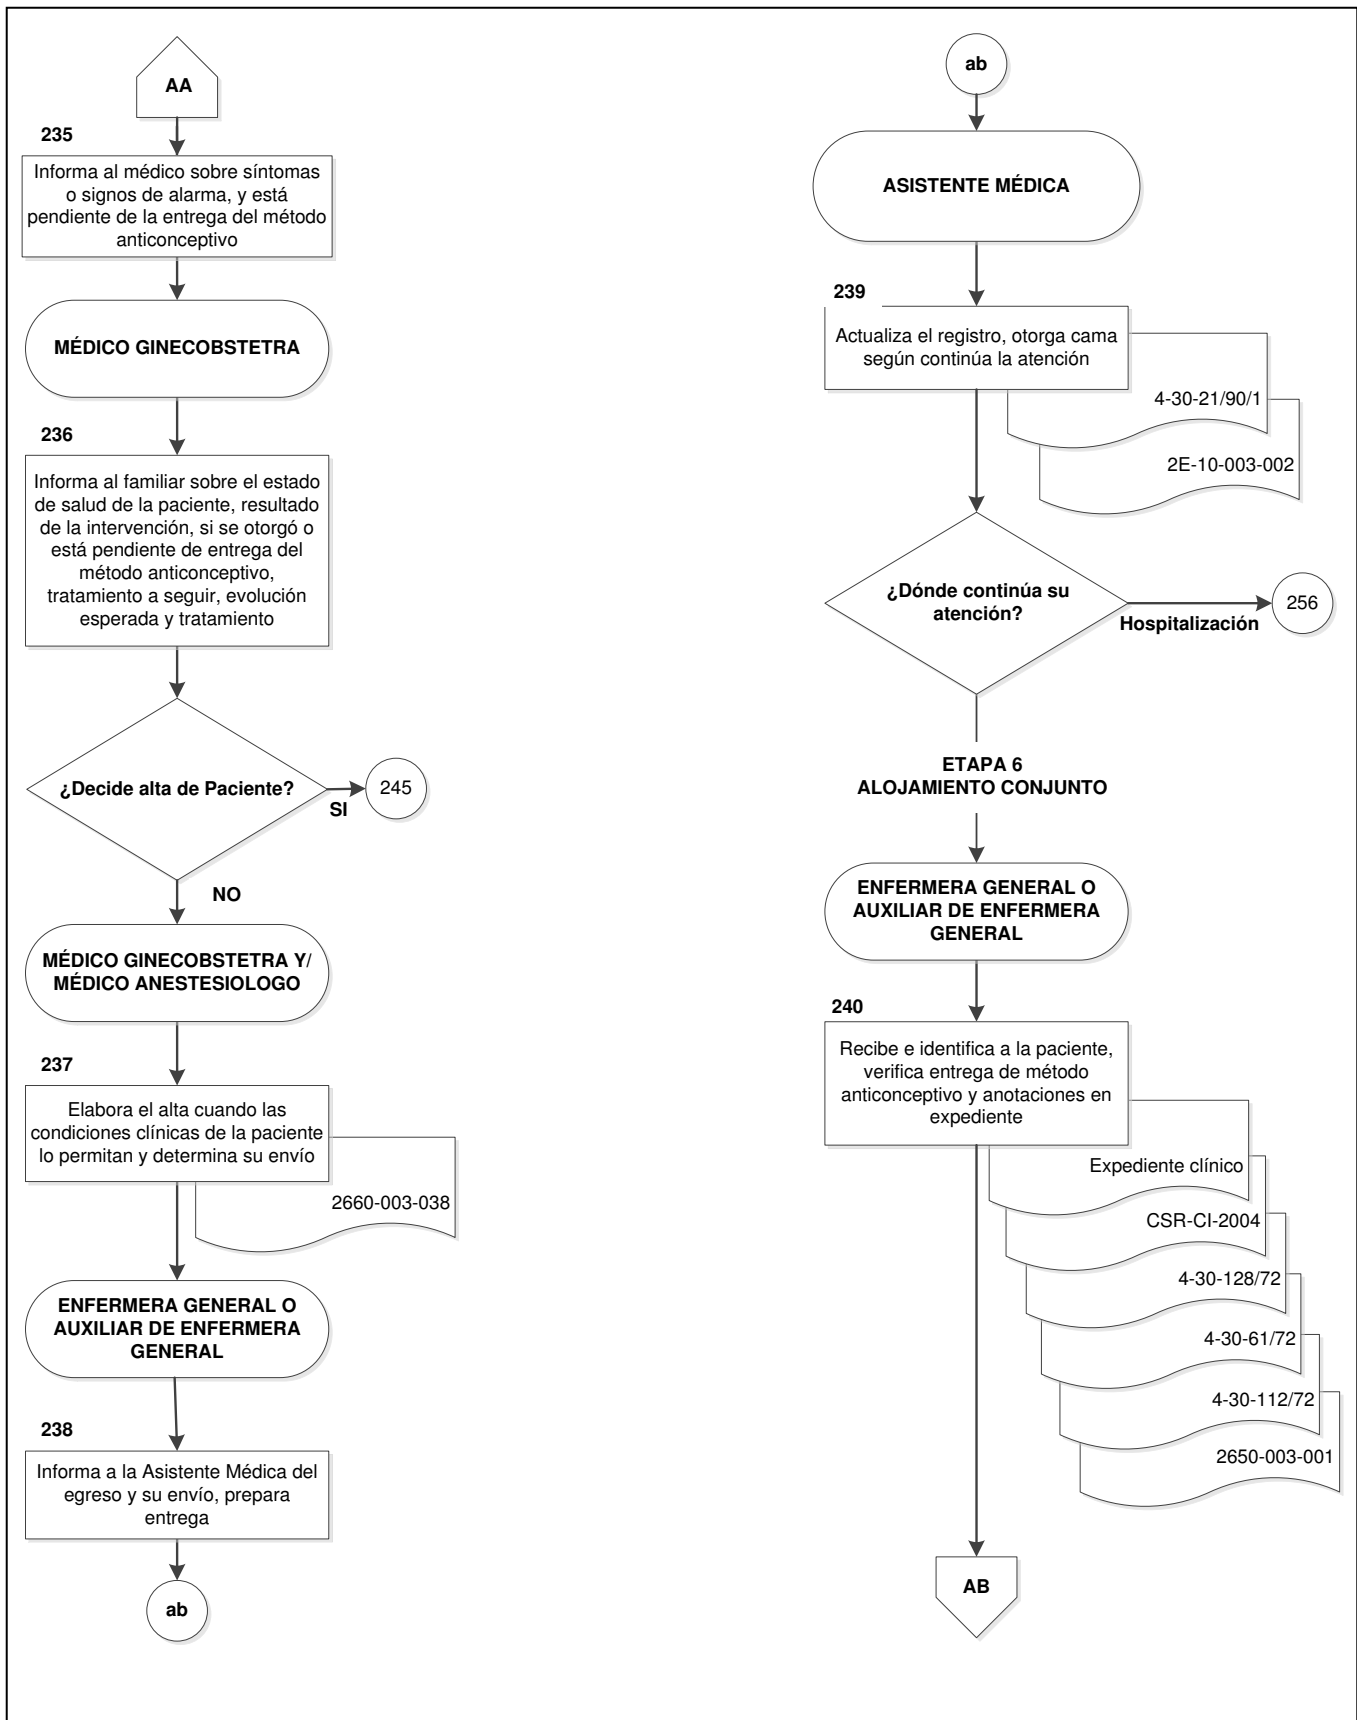 AA
235
Informa al médico sobre síntomas
o signos de alarma, y está
pendiente de la entrega del método
anticonceptivo
MÉDICO GINECOBSTETRA
236
Informa al familiar sobre el estado
de salud de la paciente, resultado
de la intervención, si se otorgó o
está pendiente de entrega del
método anticonceptivo,
tratamiento a seguir, evolución
esperada y tratamiento
¿Decide alta de Paciente?
SI
245
NO
MÉDICO GINECOBSTETRA Y/
MÉDICO ANESTESIOLOGO
237
Elabora el alta cuando las
condiciones clínicas de la paciente
lo permitan y determina su envío
2660-003-038
ENFERMERA GENERAL O
AUXILIAR DE ENFERMERA
GENERAL
238
Informa a la Asistente Médica del
egreso y su envío, prepara
entrega
ab
ab
ASISTENTE MÉDICA
239
Actualiza el registro, otorga cama
según continúa la atención
4-30-21/90/1
2E-10-003-002
¿Dónde continúa su
atención?
Hospitalización
256
ETAPA 6
ALOJAMIENTO CONJUNTO
ENFERMERA GENERAL O
AUXILIAR DE ENFERMERA
GENERAL
240
Recibe e identifica a la paciente,
verifica entrega de método
anticonceptivo y anotaciones en
expediente
Expediente clínico
CSR-CI-2004
4-30-128/72
4-30-61/72
4-30-112/72
2650-003-001
AB